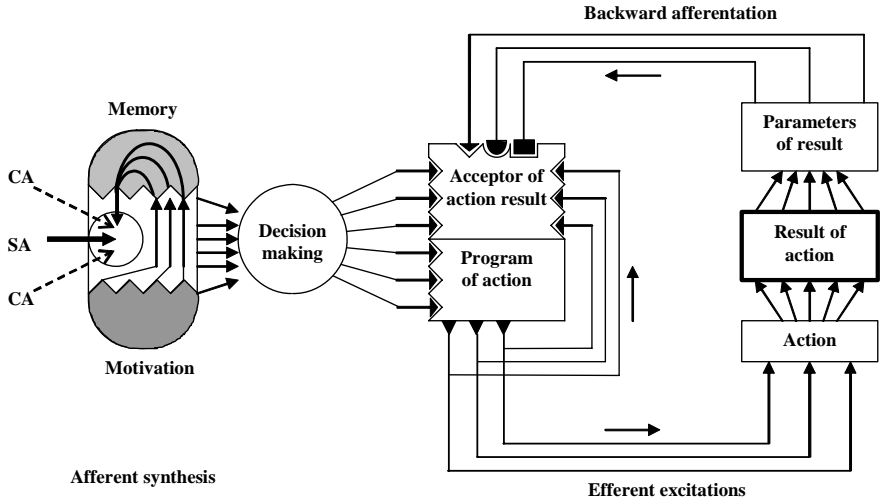 Backward afferentation
Memory
CA
SA
CA
Motivation
Afferent synthesis
Decision
making
Acceptor of
action result
Program
of action
Parameters
of result
Result of
action
Action
Efferent excitations